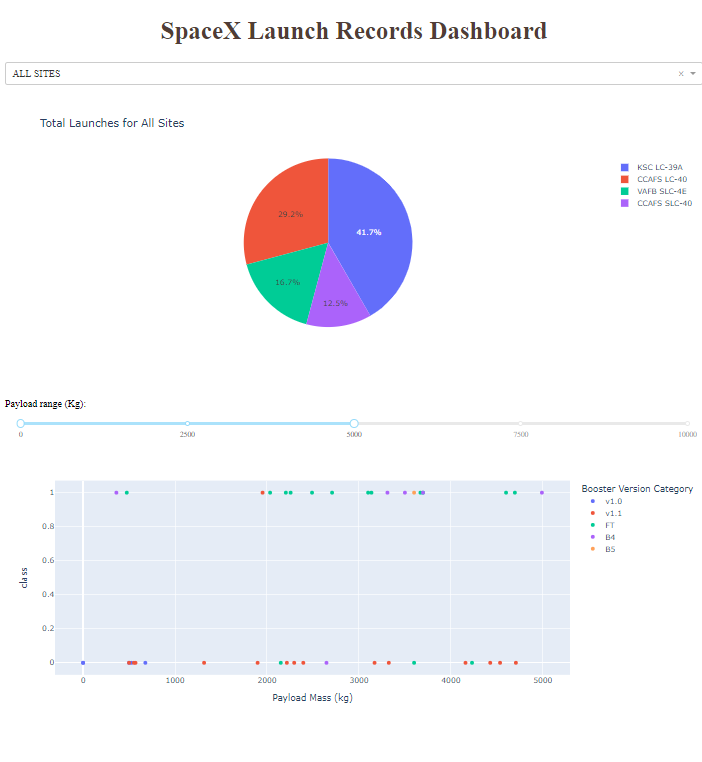 SpaceX Launch Records Dashboard
ALL SITES
Total Launches for All Sites
KSC LC-39A
CCAFS LC-40
VAFB SLC-4E
CCAFS SLC-40
29.2%
41.7%
16.7%
12.5%
Payload range (Kg):
0 2500 5000 7500 10000
Booster Version Category
v1.0
v1.1
FT
B4
B5
1
0.8
0.6
0.4
0.2
0
class
0 1000 2000 3000 4000 5000
Payload Mass (kg)